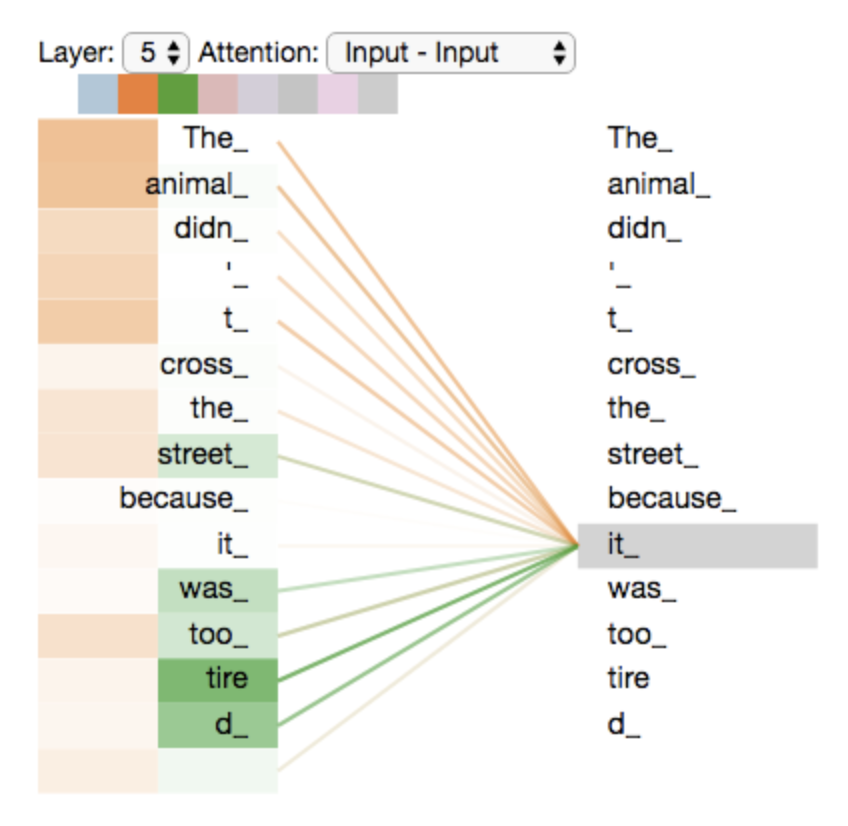 Layer: 5 Attention: Input - Input
The_ The_
animal_ animal_
didn_ didn_
'_ '_
t_ t_
cross_ cross_
the_ the_
street_ street_
because_ because_
it_ it_
was_ was_
too_ too_
tire tire
d_ d_